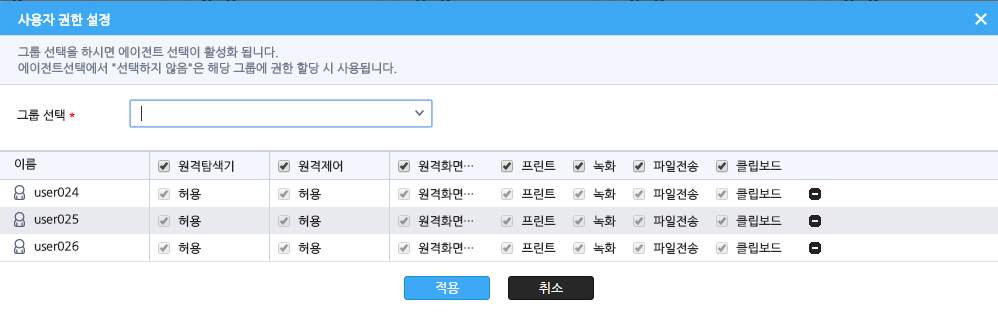 사용자 권한 설정
그룹 선택을 하시면 에이전트 선택이 활성화 됩니다.
에이전트선택에서 "선택하지 않음"은 해당 그룹에 권한 할당 시 사용됩니다.
그룹 선택 *
이름 원격탐색기 원격제어 원격화면… 프린트 녹화 파일전송 클립보드
user024 허용 허용 원격화면… 프린트 녹화 파일전송 클립보드
user025 허용 허용 원격화면… 프린트 녹화 파일전송 클립보드
user026 허용 허용 원격화면… 프린트 녹화 파일전송 클립보드
적용 취소